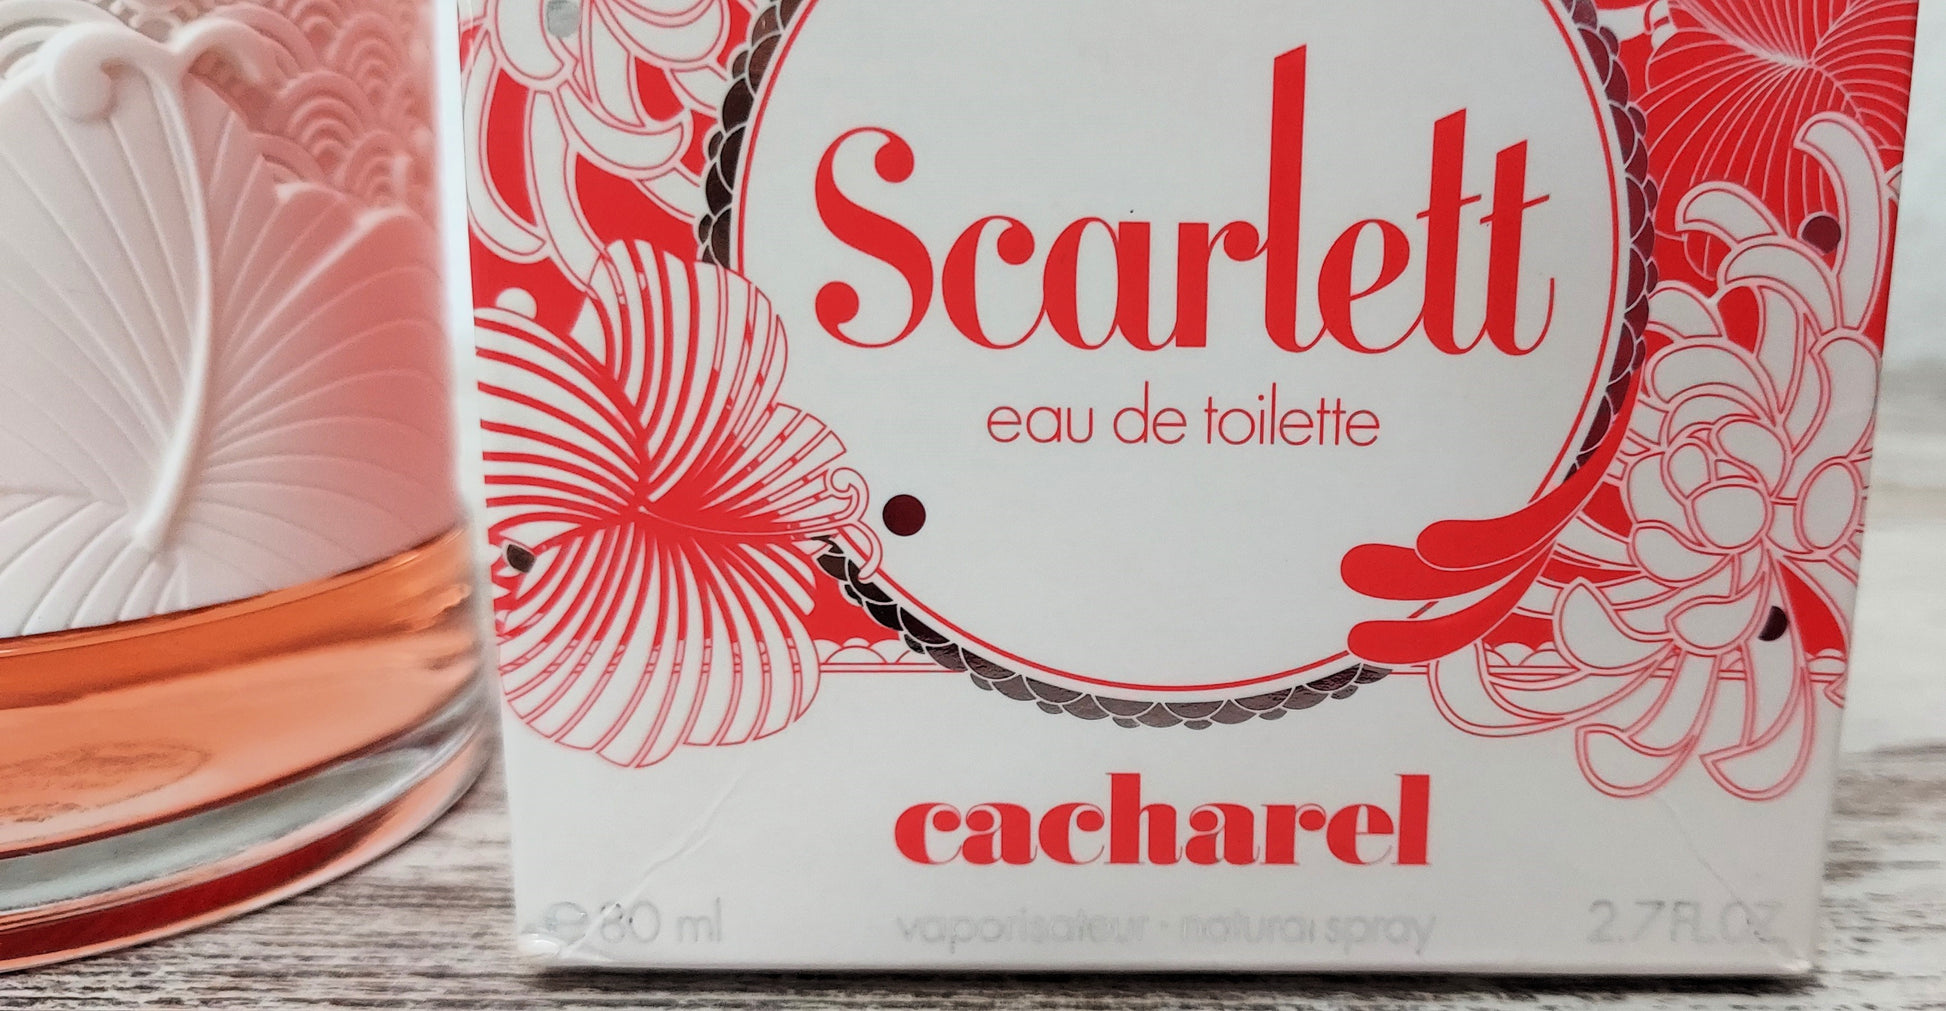 Scarlett
eau de toilette
cacharel
e 80 ml vaporisateur · natural spray 2.7 FL.OZ